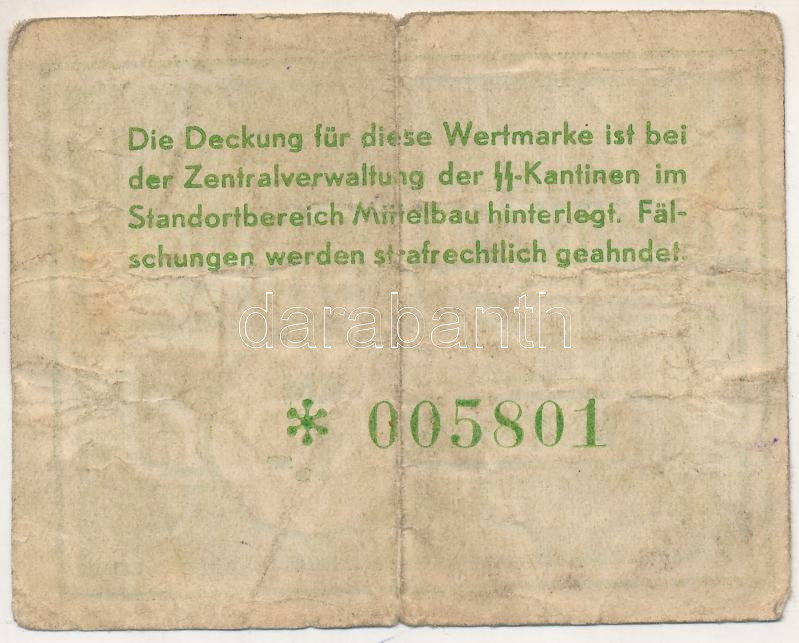 Die Deckung für diese Wertmarke ist bei
der Zentralverwaltung der ᛋᛋ-Kantinen im
Standortbereich Mittelbau hinterlegt. Fäl-
schungen werden strafrechtlich geahndet.
darabanth
* 005801